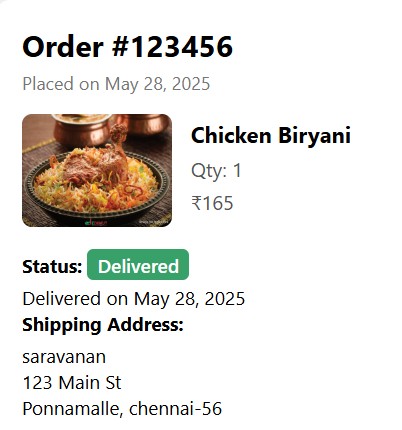 Order #123456
Placed on May 28, 2025
Chicken Biryani
Qty: 1
₹165
Status: Delivered
Delivered on May 28, 2025
Shipping Address:
saravanan
123 Main St
Ponnamalle, chennai-56